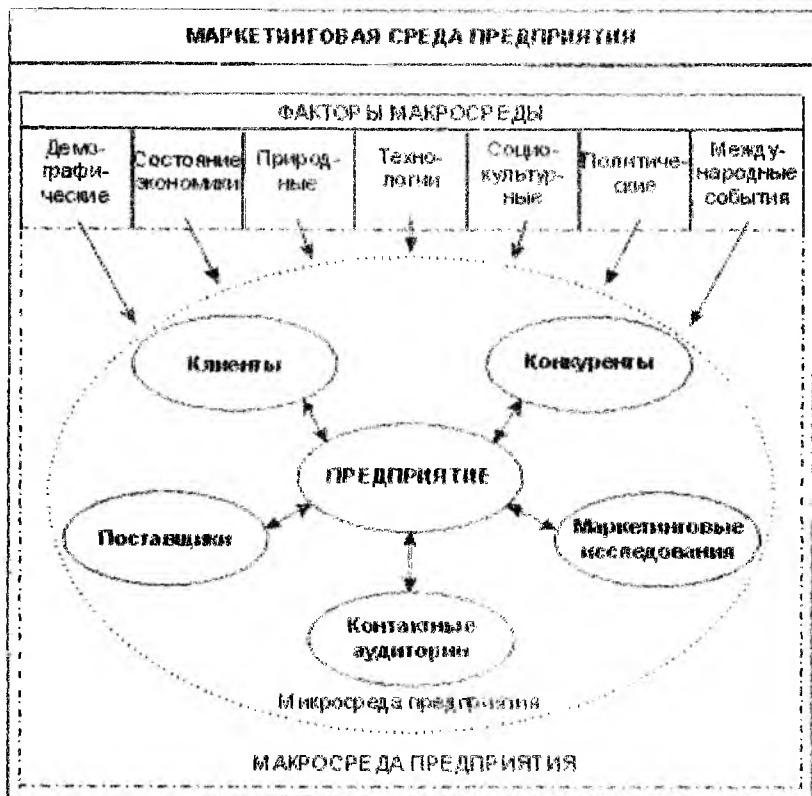 МАРКЕТИНГОВАЯ СРЕДА ПРЕДПРИЯТИЯ
ФАКТОРЫ МАКРОСРЕДЫ
Демо-
графи-
ческие
Состояние
экономики
Природ-
ные
Техно-
логии
Социо-
культур-
ные
Политиче-
ские
Между-
народные
события
Клиенты
Конкуренты
ПРЕДПРИЯТИЕ
Поставщики
Маркетинговые
исследования
Контактные
аудитории
Микросреда предприятия
МАКРОСРЕДА ПРЕДПРИЯТИЯ